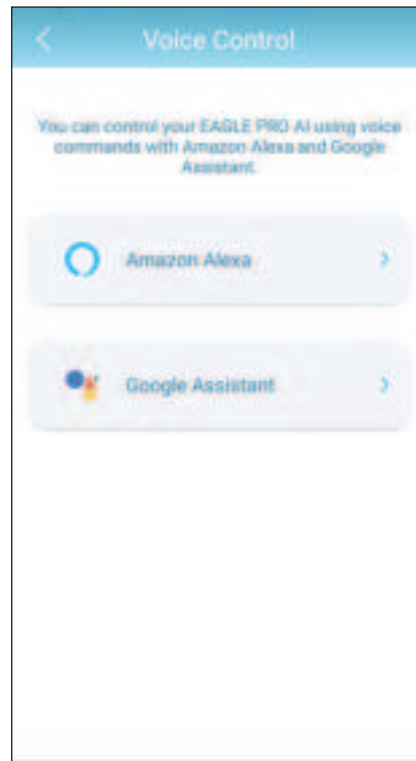 Voice Control
You can control your EAGLE PRO AI using voice
commands with Amazon Alexa and Google
Assistant.
Amazon Alexa
Google Assistant